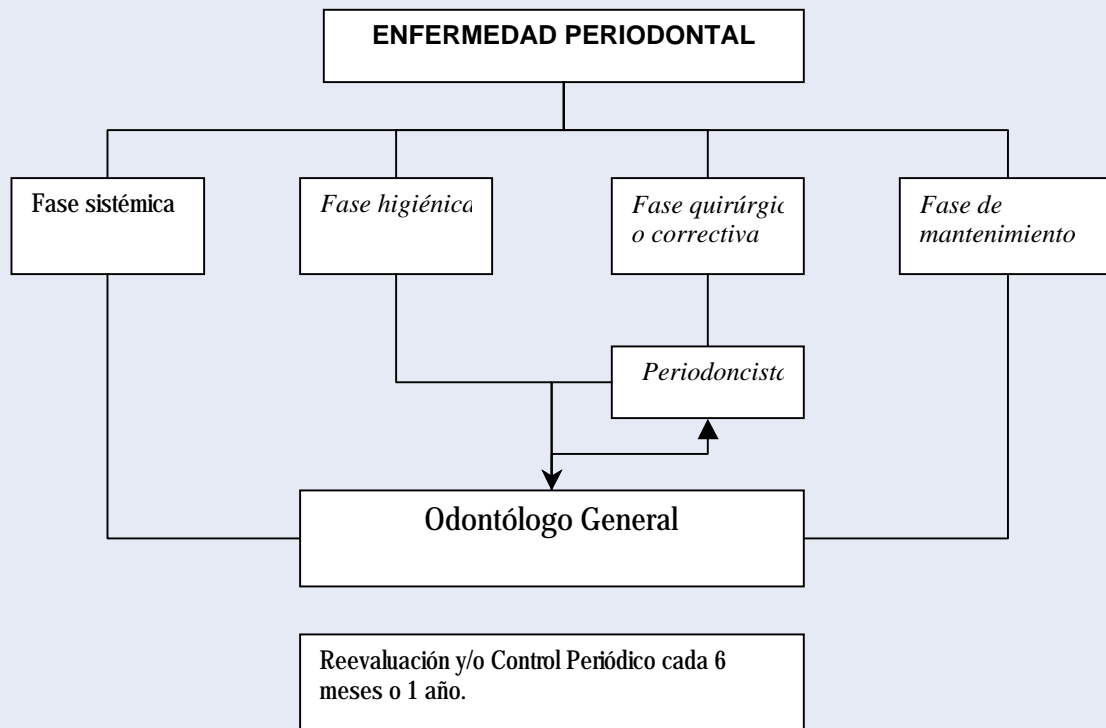 ENFERMEDAD PERIODONTAL
Fase sistémica
Fase higiénica
Fase quirúrgic
o correctiva
Fase de
mantenimiento
Periodoncista
Odontólogo General
Reevaluación y/o Control Periódico cada 6
meses o 1 año.